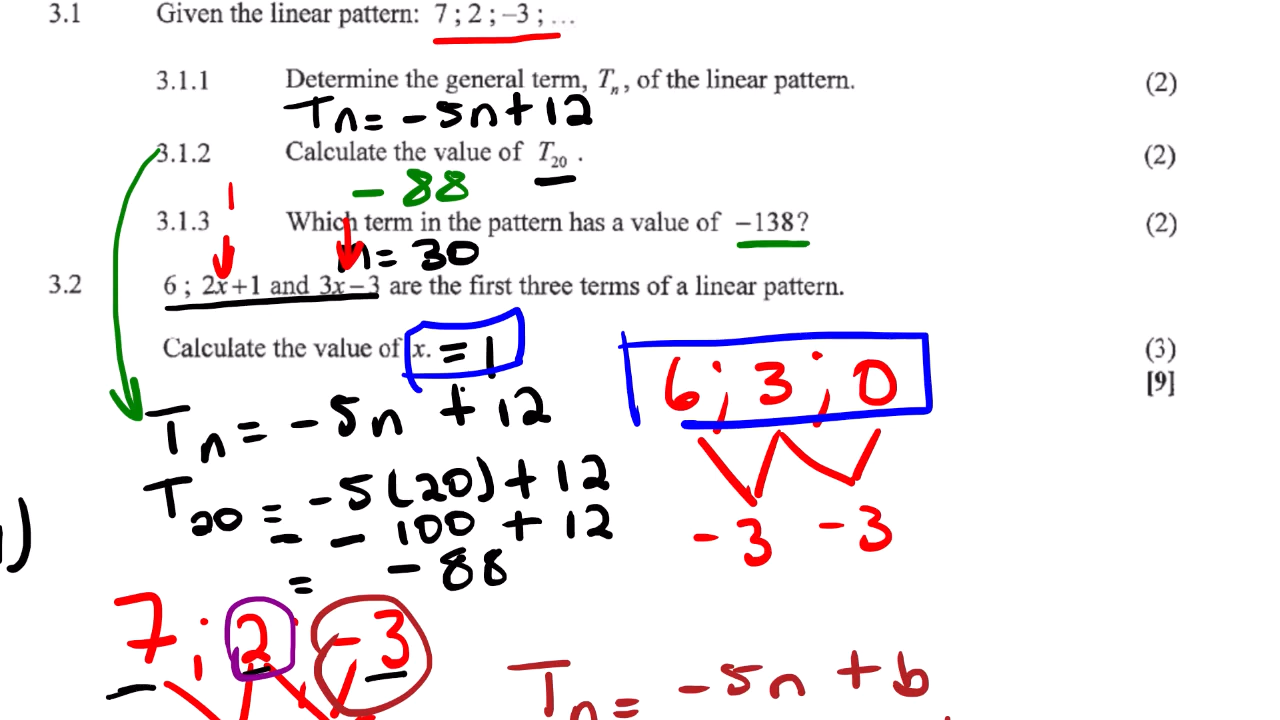 3.1 Given the linear pattern: 7 ; 2 ; −3 ; …
3.1.1 Determine the general term, Tn, of the linear pattern. (2)
Tn = -5n + 12
3.1.2 Calculate the value of T20 . (2)
- 88
3.1.3 Which term in the pattern has a value of −138? (2)
n = 30
3.2 6 ; 2x+1 and 3x−3 are the first three terms of a linear pattern.
Calculate the value of x. = 1 (3)
[9]
6 ; 3 ; 0
-3 -3
Tn = -5n + 12
T20 = -5(20) + 12
= - 100 + 12
= - 88
)
7 ; 2 ; -3
Tn = -5n + b